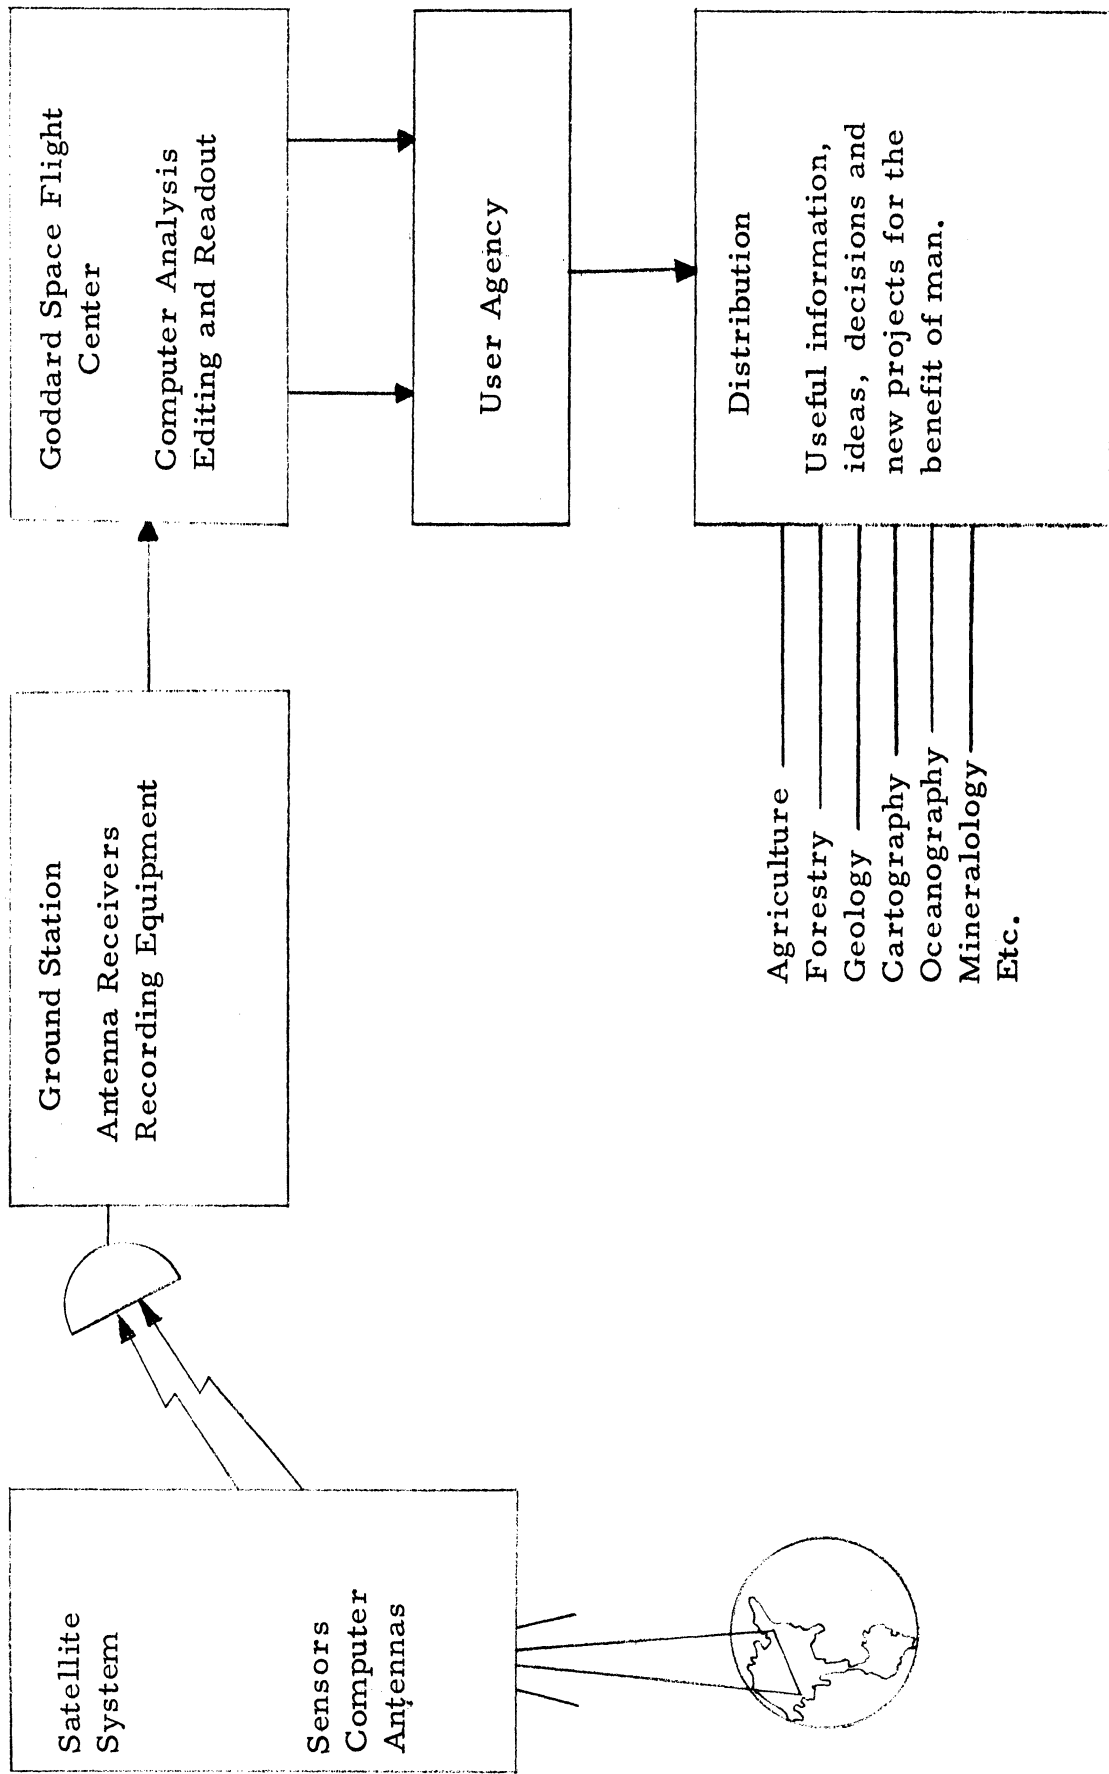 Satellite
System
Sensors
Computer
Antennas
Ground Station
Antenna Receivers
Recording Equipment
Goddard Space Flight
Center
Computer Analysis
Editing and Readout
User Agency
Distribution
Useful information,
ideas, decisions and
new projects for the
benefit of man.
Agriculture
Forestry
Geology
Cartography
Oceanography
Mineralology
Etc.